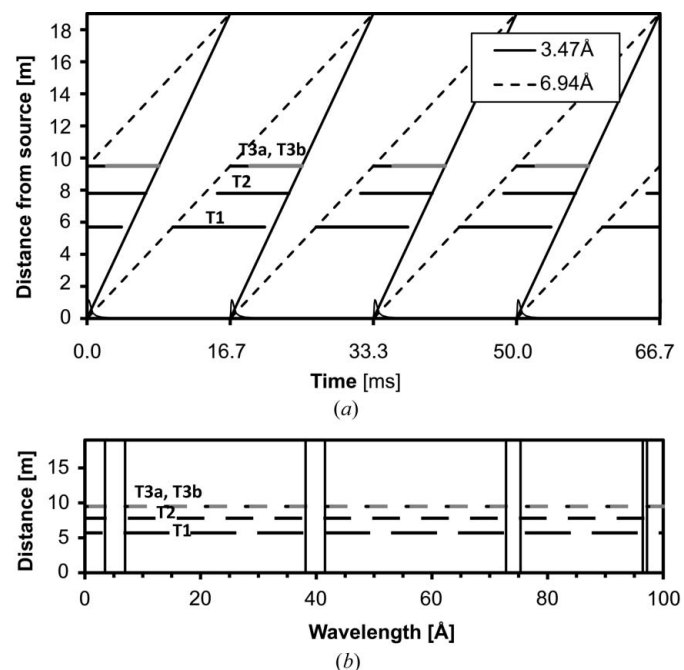 18
16
14
12
10
8
6
4
2
0
Distance from source [m]
3.47Å
6.94Å
T3a, T3b
T2
T1
0.0 16.7 33.3 50.0 66.7
Time [ms]
(a)
15
10
5
0
Distance [m]
T3a, T3b
T2
T1
0 20 40 60 80 100
Wavelength [Å]
(b)